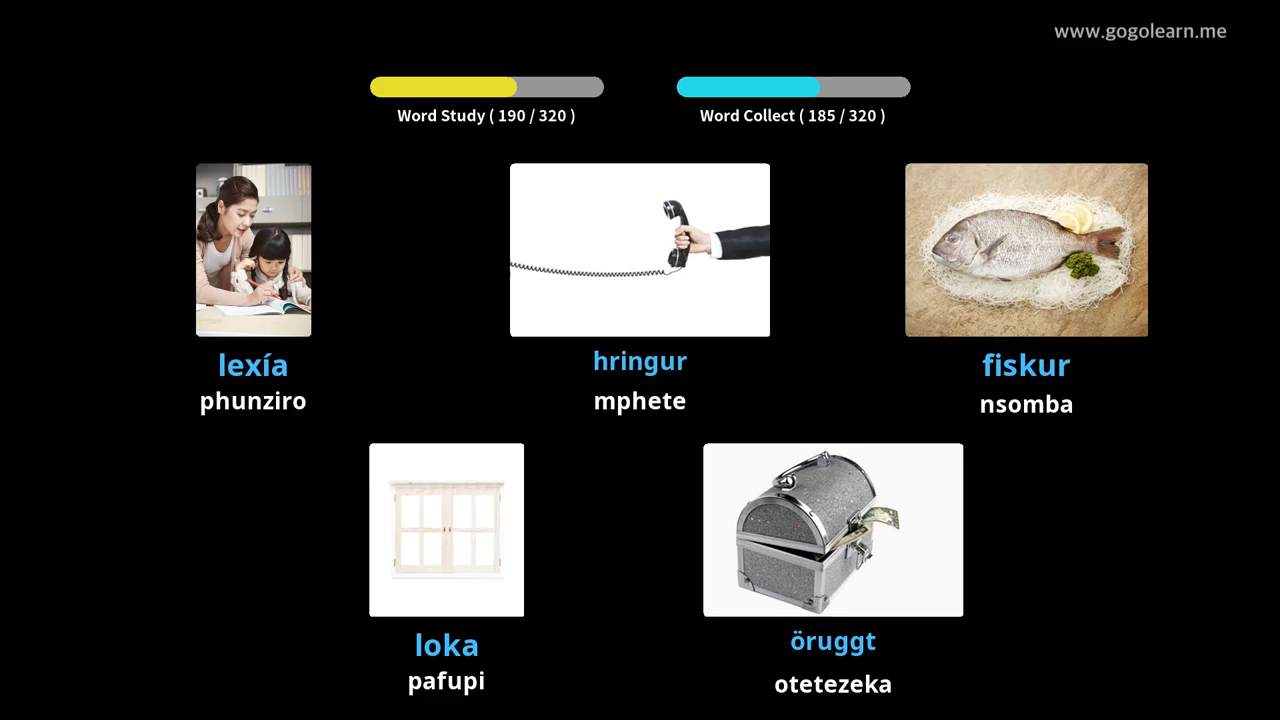 www.gogolearn.me
Word Study ( 190 / 320 )
Word Collect ( 185 / 320 )
lexía
phunziro
hringur
mphete
fiskur
nsomba
loka
pafupi
öruggt
otetezeka